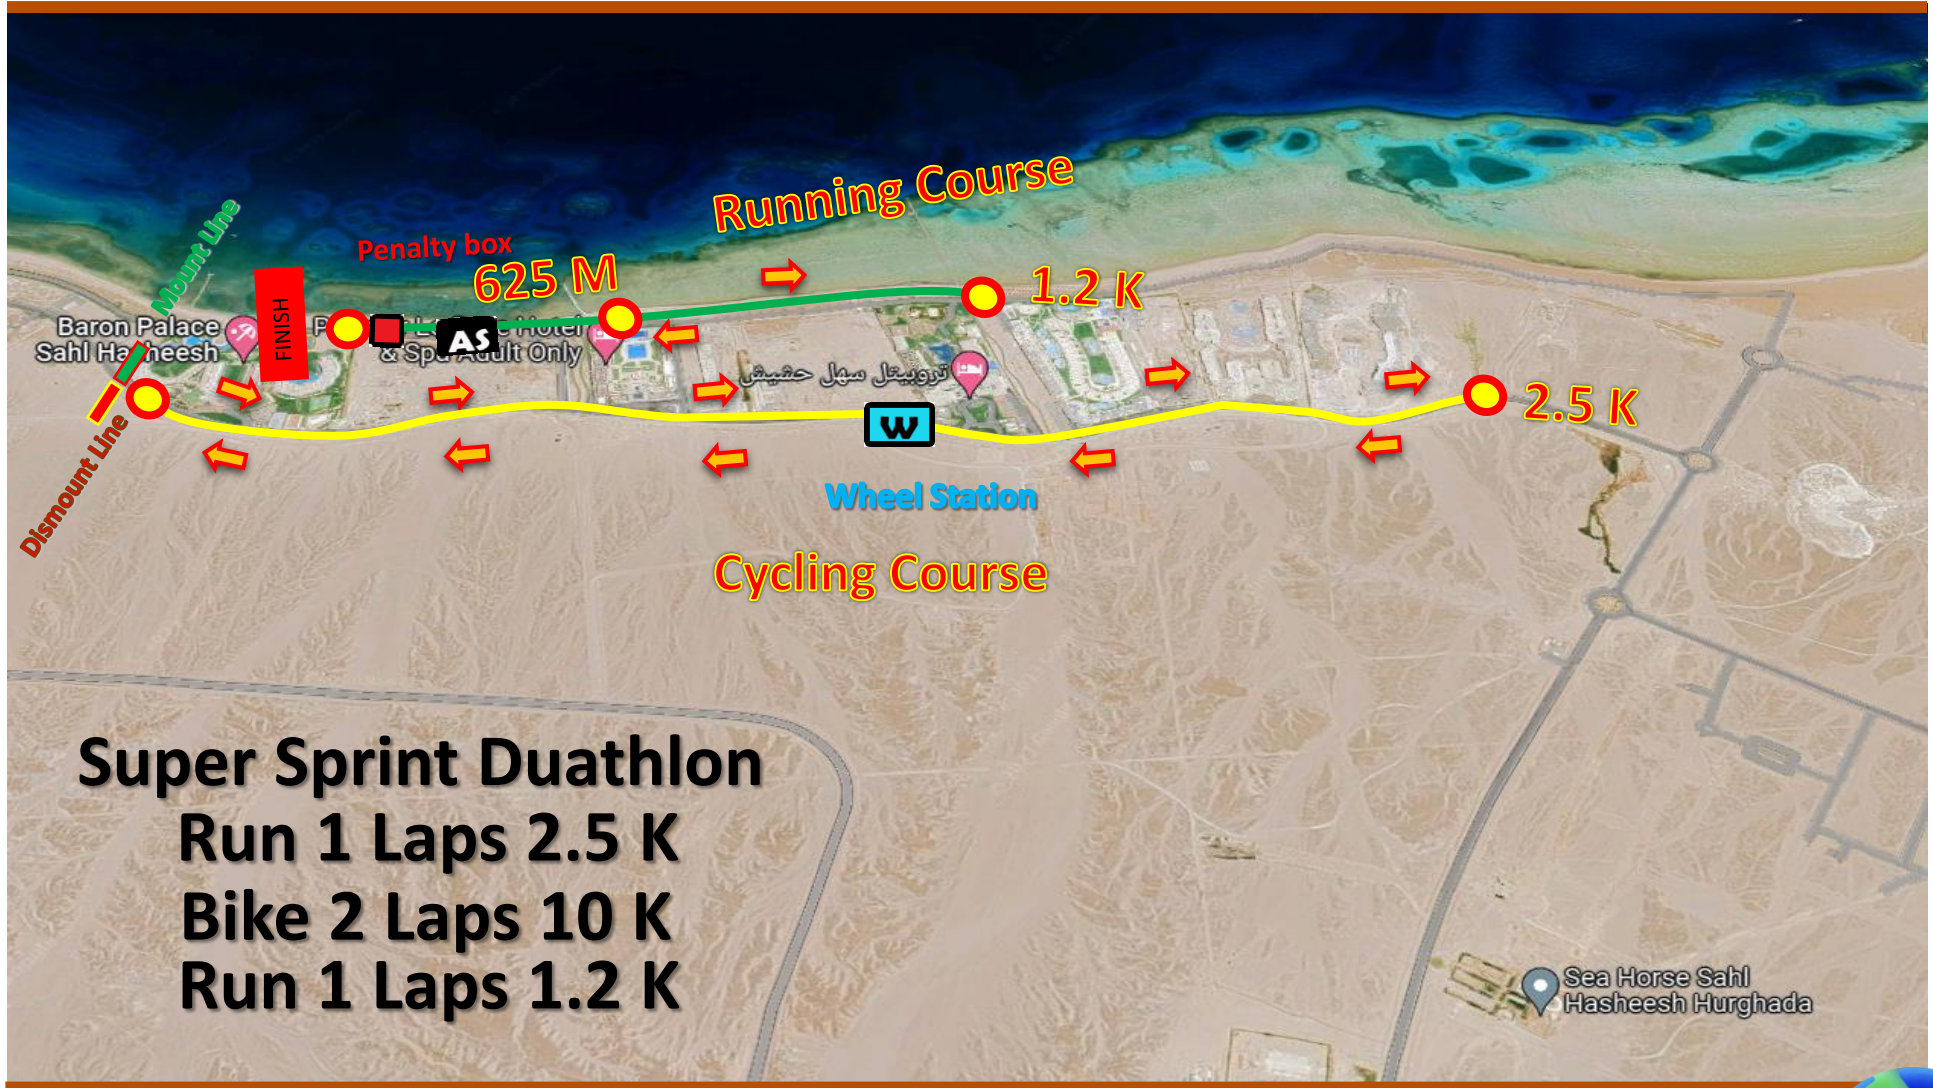 Running Course
Mount Line
Penalty box
625 M
1.2 K
FINISH
Baron Palace
Sahl Hasheesh
Hotel
& Spa Adult Only
AS
تروبيتل سهل حشيش
2.5 K
W
Dismount Line
Wheel Station
Cycling Course
Super Sprint Duathlon
Run 1 Laps 2.5 K
Bike 2 Laps 10 K
Run 1 Laps 1.2 K
Sea Horse Sahl
Hasheesh Hurghada